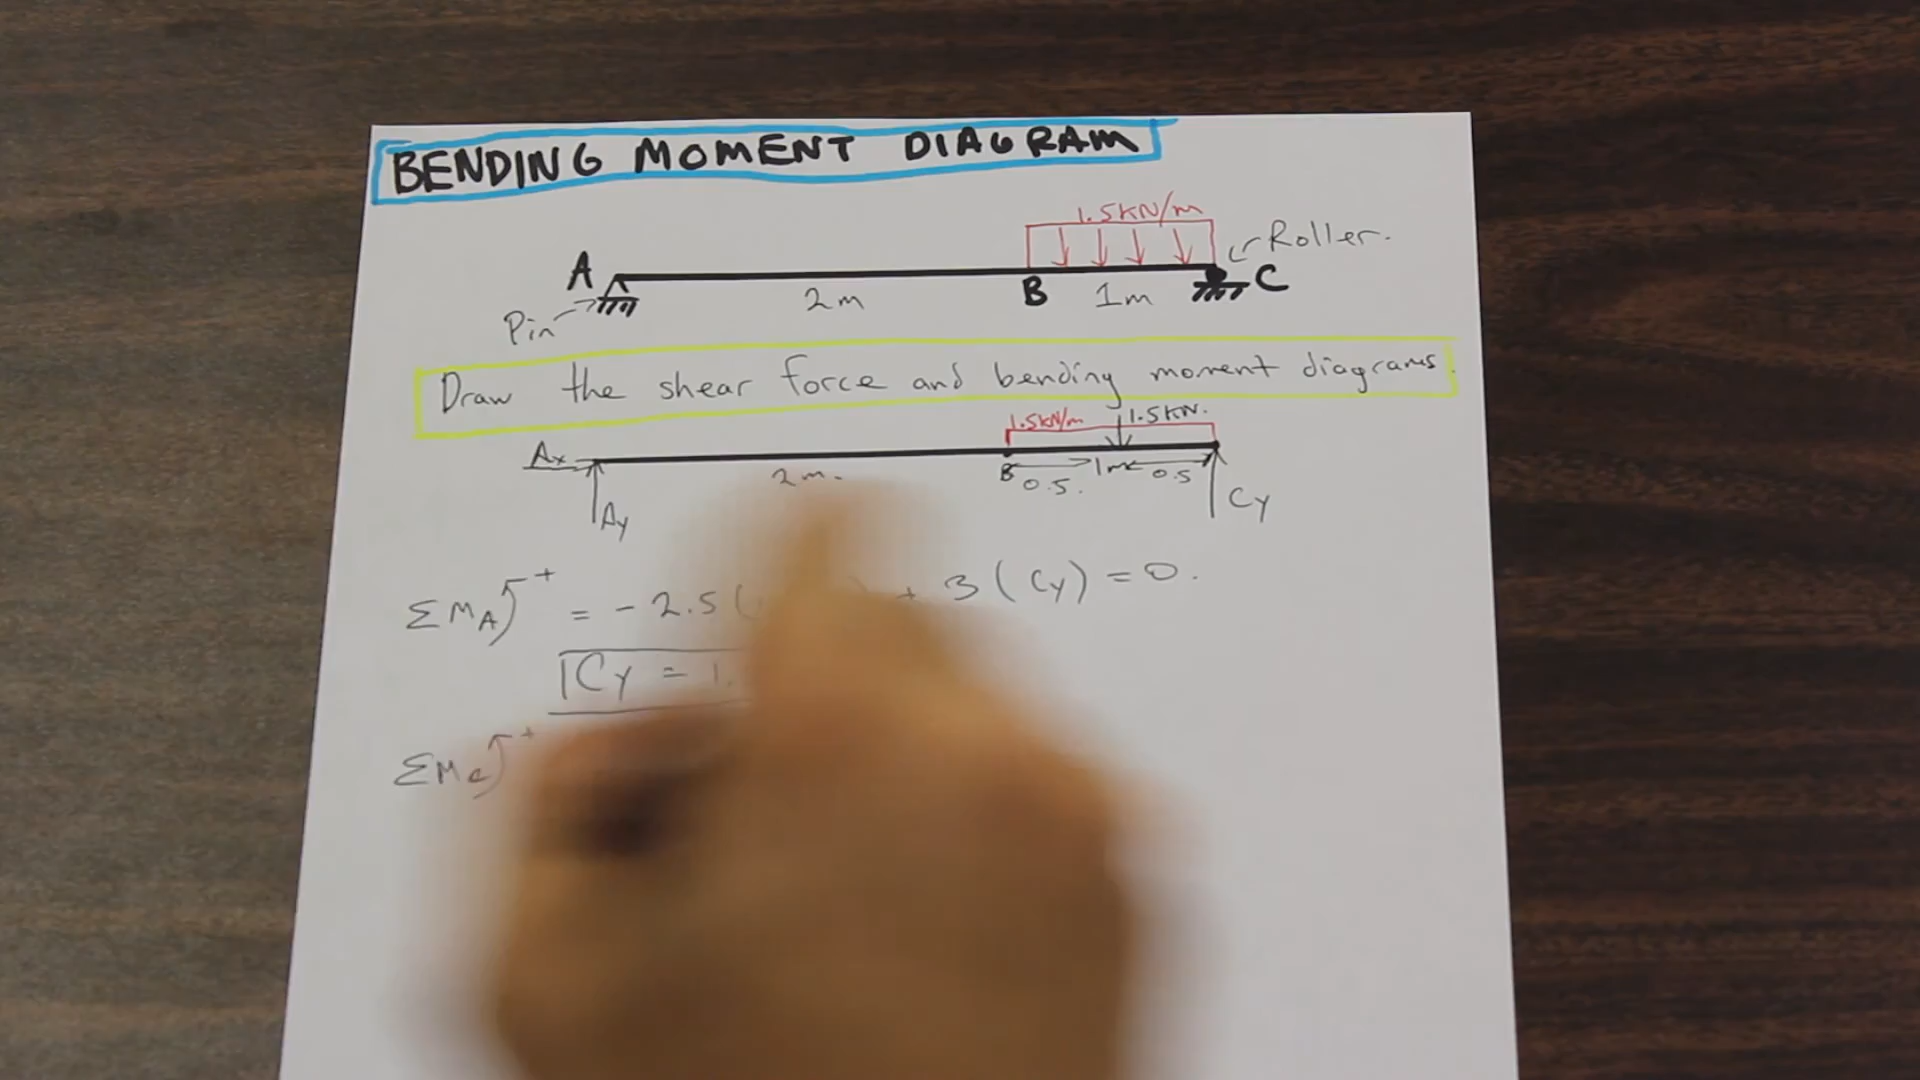 BENDING MOMENT DIAGRAM
1.5KN/m
Roller.
A
B
C
2m
1m
Pin
Draw the shear force and bending moment diagrams.
1.5kN/m
1.5KN.
Ax
B
1m
2m.
0.5.
0.5
Ay
Cy
ΣMA + = -2.5( + 3(Cy) = 0.
Cy = 1.
ΣMc +